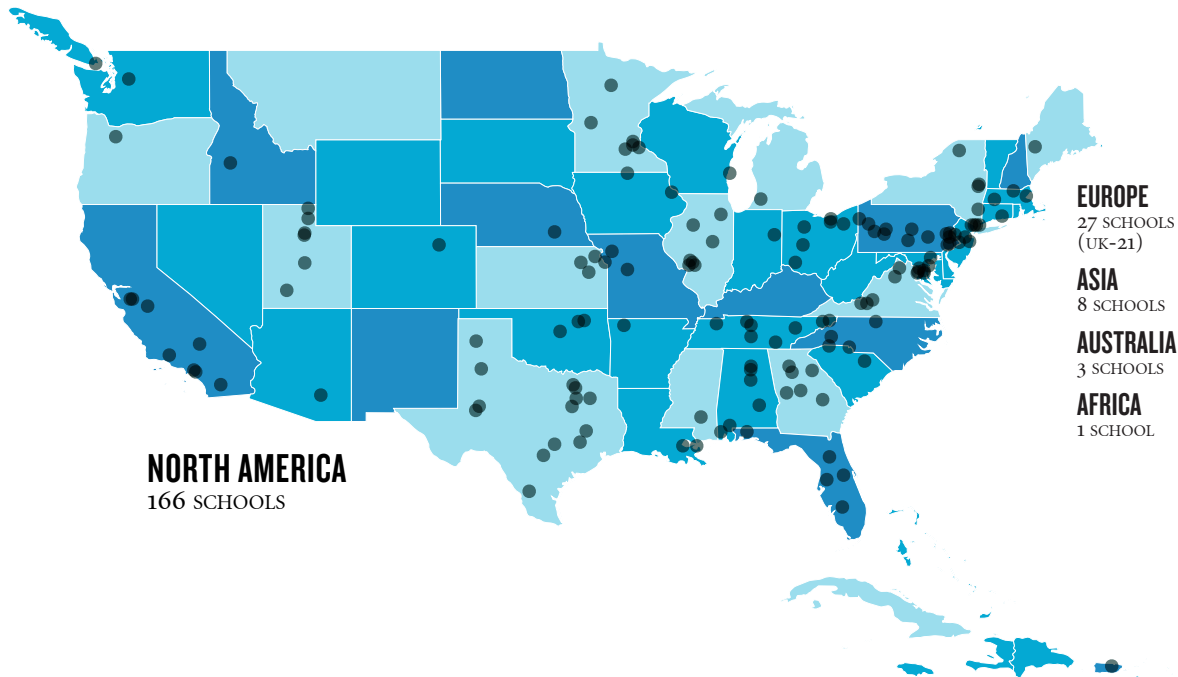 NORTH AMERICA
166 SCHOOLS
EUROPE
27 SCHOOLS
(UK-21)
ASIA
8 SCHOOLS
AUSTRALIA
3 SCHOOLS
AFRICA
1 SCHOOL